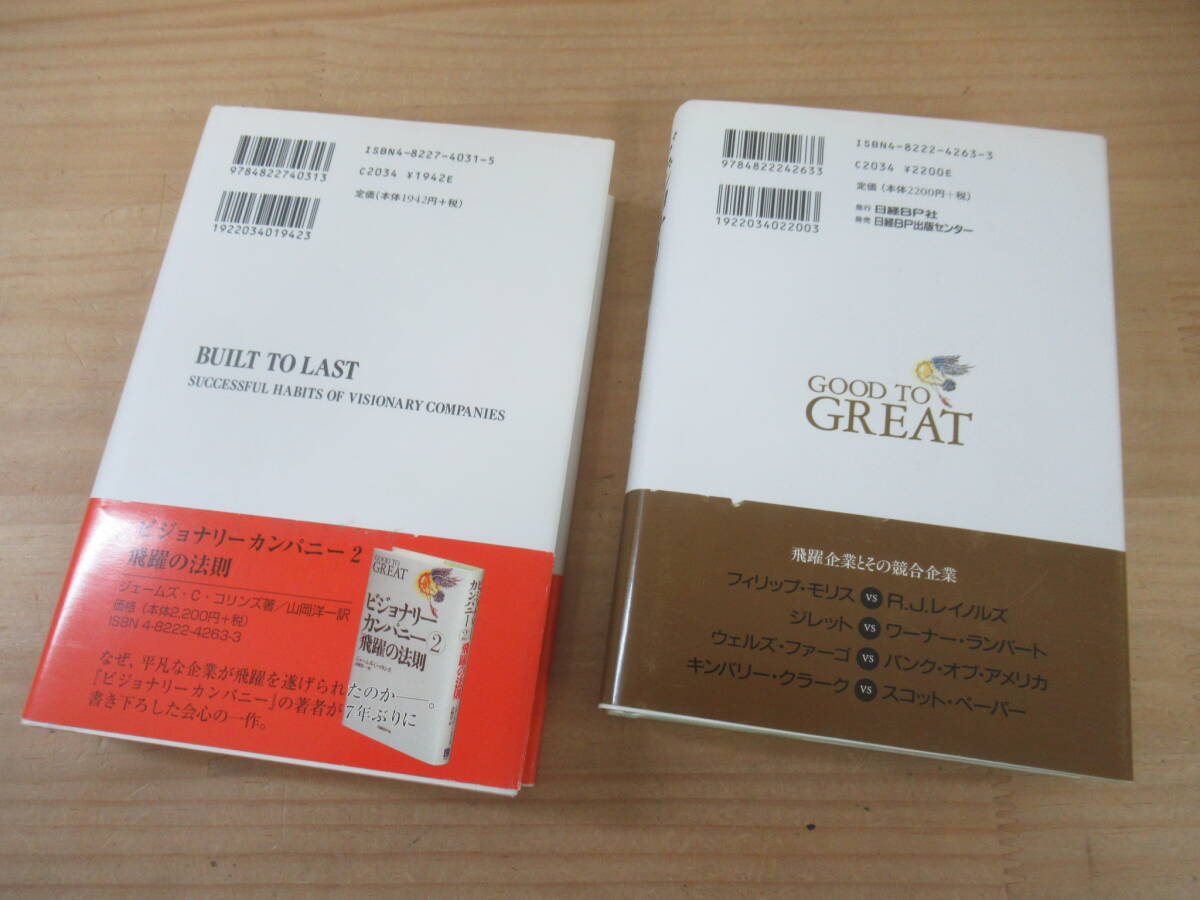 ISBN4-8227-4031-5
9784822740313
C2034 ¥1942E
定価(本体1942円+税)
1922034019423
BUILT TO LAST
SUCCESSFUL HABITS OF VISIONARY COMPANIES
ビジョナリーカンパニー2
飛躍の法則
ジェームズ・C・コリンズ著/山岡洋一訳
価格(本体2,200円+税)
ISBN4-8222-4263-3
なぜ、平凡な企業が飛躍を遂げられたのか——。
『ビジョナリーカンパニー』の著者が7年ぶりに
書き下ろした会心の一作。
GOOD TO
GREAT
ビジョナリー
カンパニー②
飛躍の法則
ISBN4-8222-4263-3
9784822242633
C2034 ¥2200E
定価(本体2200円+税)
発行 日経BP社
発売 日経BP出版センター
1922034022003
GOOD TO
GREAT
飛躍企業とその競合企業
フィリップ・モリス vs R.J.レイノルズ
ジレット vs ワーナー・ランバート
ウェルズ・ファーゴ vs バンク・オブ・アメリカ
キンバリー・クラーク vs スコット・ペーパー